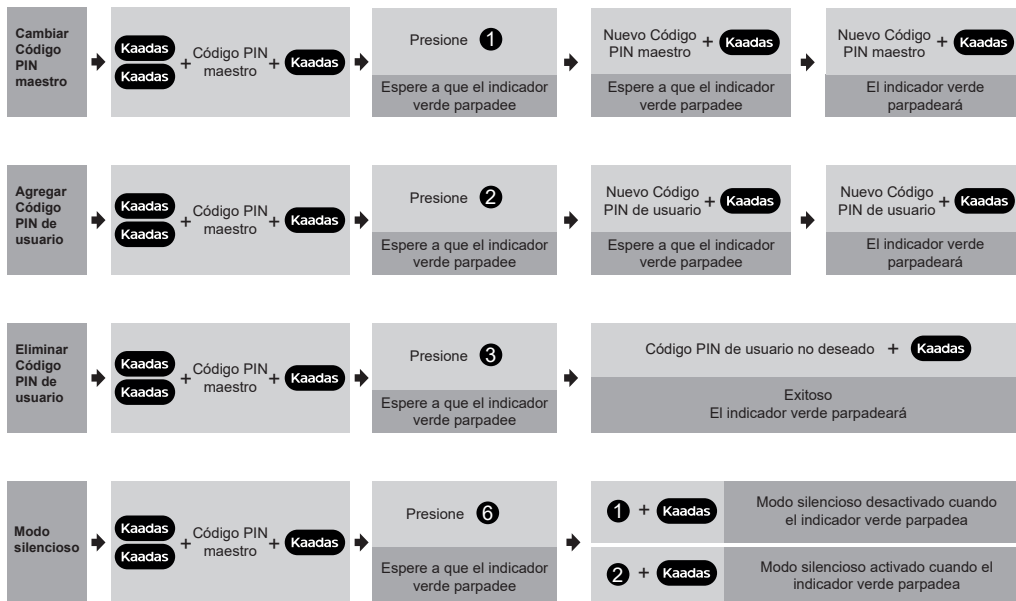 Cambiar
Código
PIN
maestro
Kaadas
Kaadas
+
Código PIN
maestro
+
Kaadas
Presione 1
Espere a que el indicador
verde parpadee
Nuevo Código
PIN maestro
+
Kaadas
Espere a que el indicador
verde parpadee
Nuevo Código
PIN maestro
+
Kaadas
El indicador verde
parpadeará
Agregar
Código
PIN de
usuario
Kaadas
Kaadas
+
Código PIN
maestro
+
Kaadas
Presione 2
Espere a que el indicador
verde parpadee
Nuevo Código
PIN de usuario
+
Kaadas
Espere a que el indicador
verde parpadee
Nuevo Código
PIN de usuario
+
Kaadas
El indicador verde
parpadeará
Eliminar
Código
PIN de
usuario
Kaadas
Kaadas
+
Código PIN
maestro
+
Kaadas
Presione 3
Espere a que el indicador
verde parpadee
Código PIN de usuario no deseado + Kaadas
Exitoso
El indicador verde parpadeará
Modo
silencioso
Kaadas
Kaadas
+
Código PIN
maestro
+
Kaadas
Presione 6
Espere a que el indicador
verde parpadee
1 + Kaadas
Modo silencioso desactivado cuando
el indicador verde parpadea
2 + Kaadas
Modo silencioso activado cuando el
indicador verde parpadea